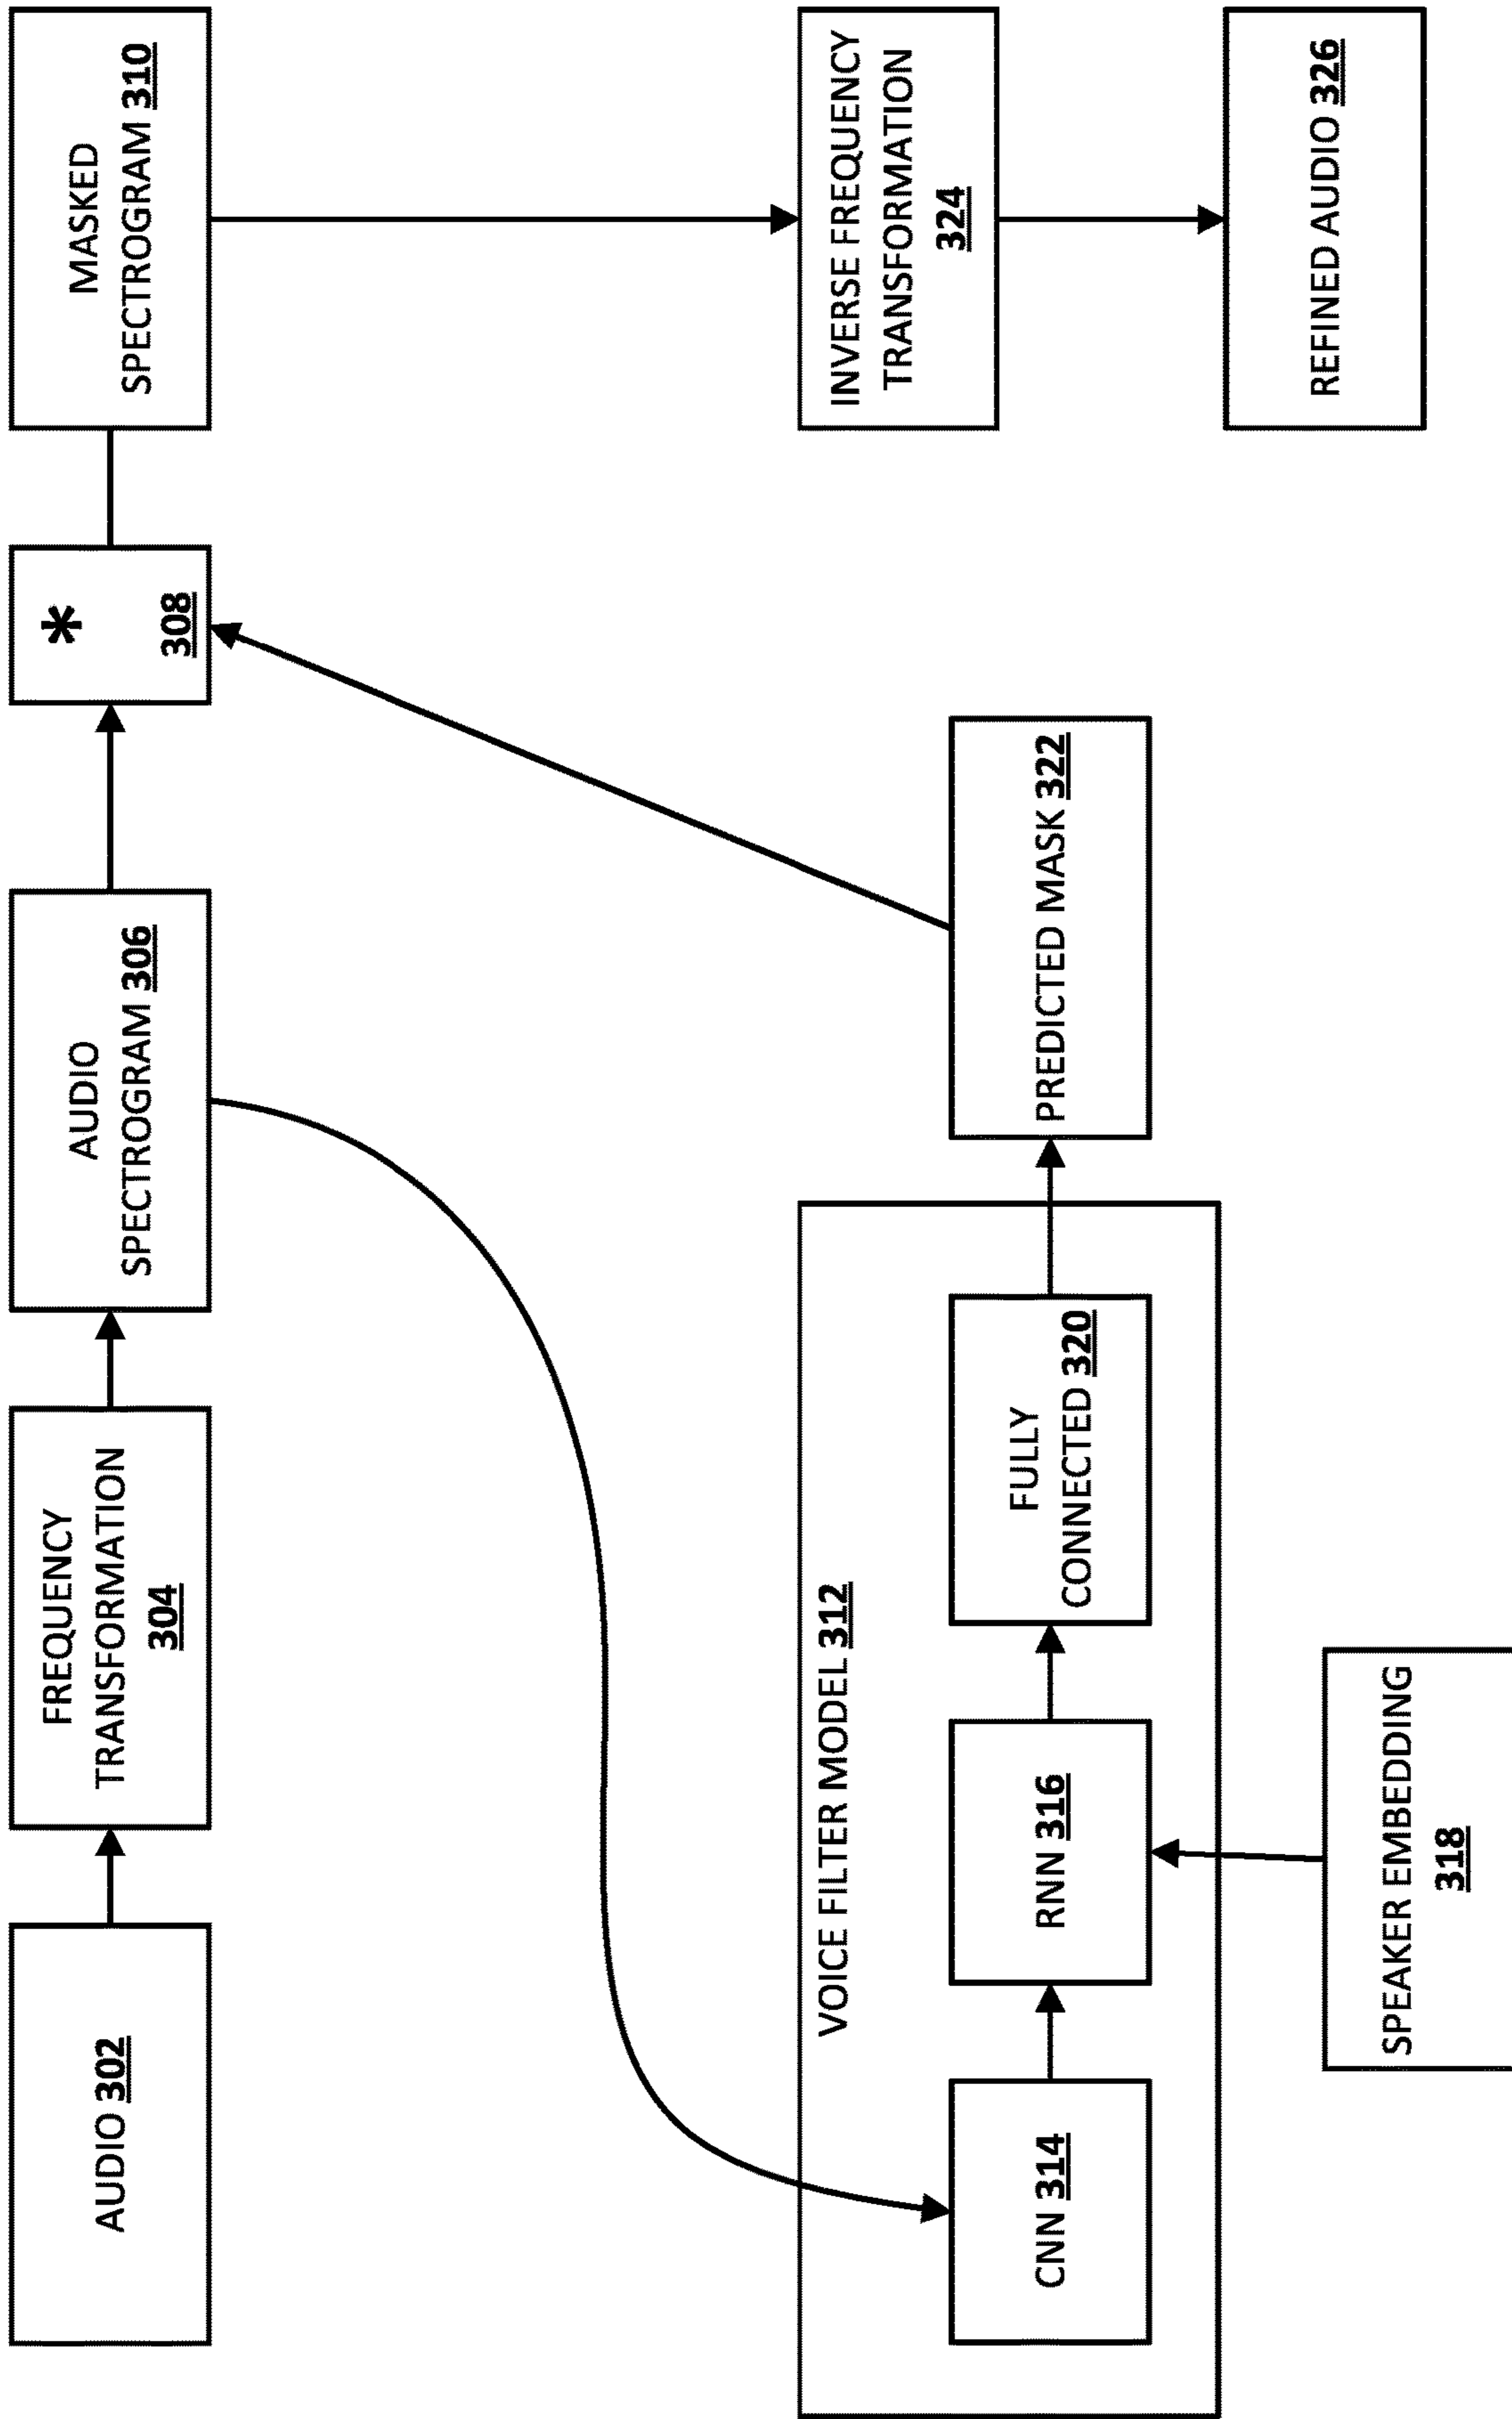 AUDIO 302
FREQUENCY
TRANSFORMATION
304
AUDIO
SPECTROGRAM 306
*
308
MASKED
SPECTROGRAM 310
VOICE FILTER MODEL 312
CNN 314
RNN 316
FULLY
CONNECTED 320
PREDICTED MASK 322
SPEAKER EMBEDDING
318
INVERSE FREQUENCY
TRANSFORMATION
324
REFINED AUDIO 326